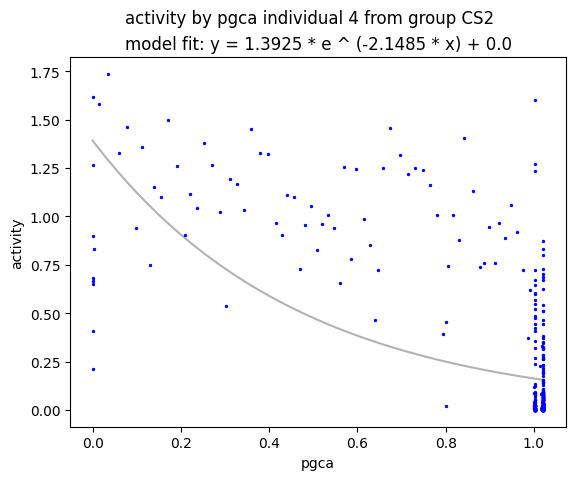 activity by pgca individual 4 from group CS2
model fit: y = 1.3925 * e ^ (-2.1485 * x) + 0.0
1.75
1.50
1.25
1.00
0.75
0.50
0.25
0.00
activity
0.0 0.2 0.4 0.6 0.8 1.0
pgca